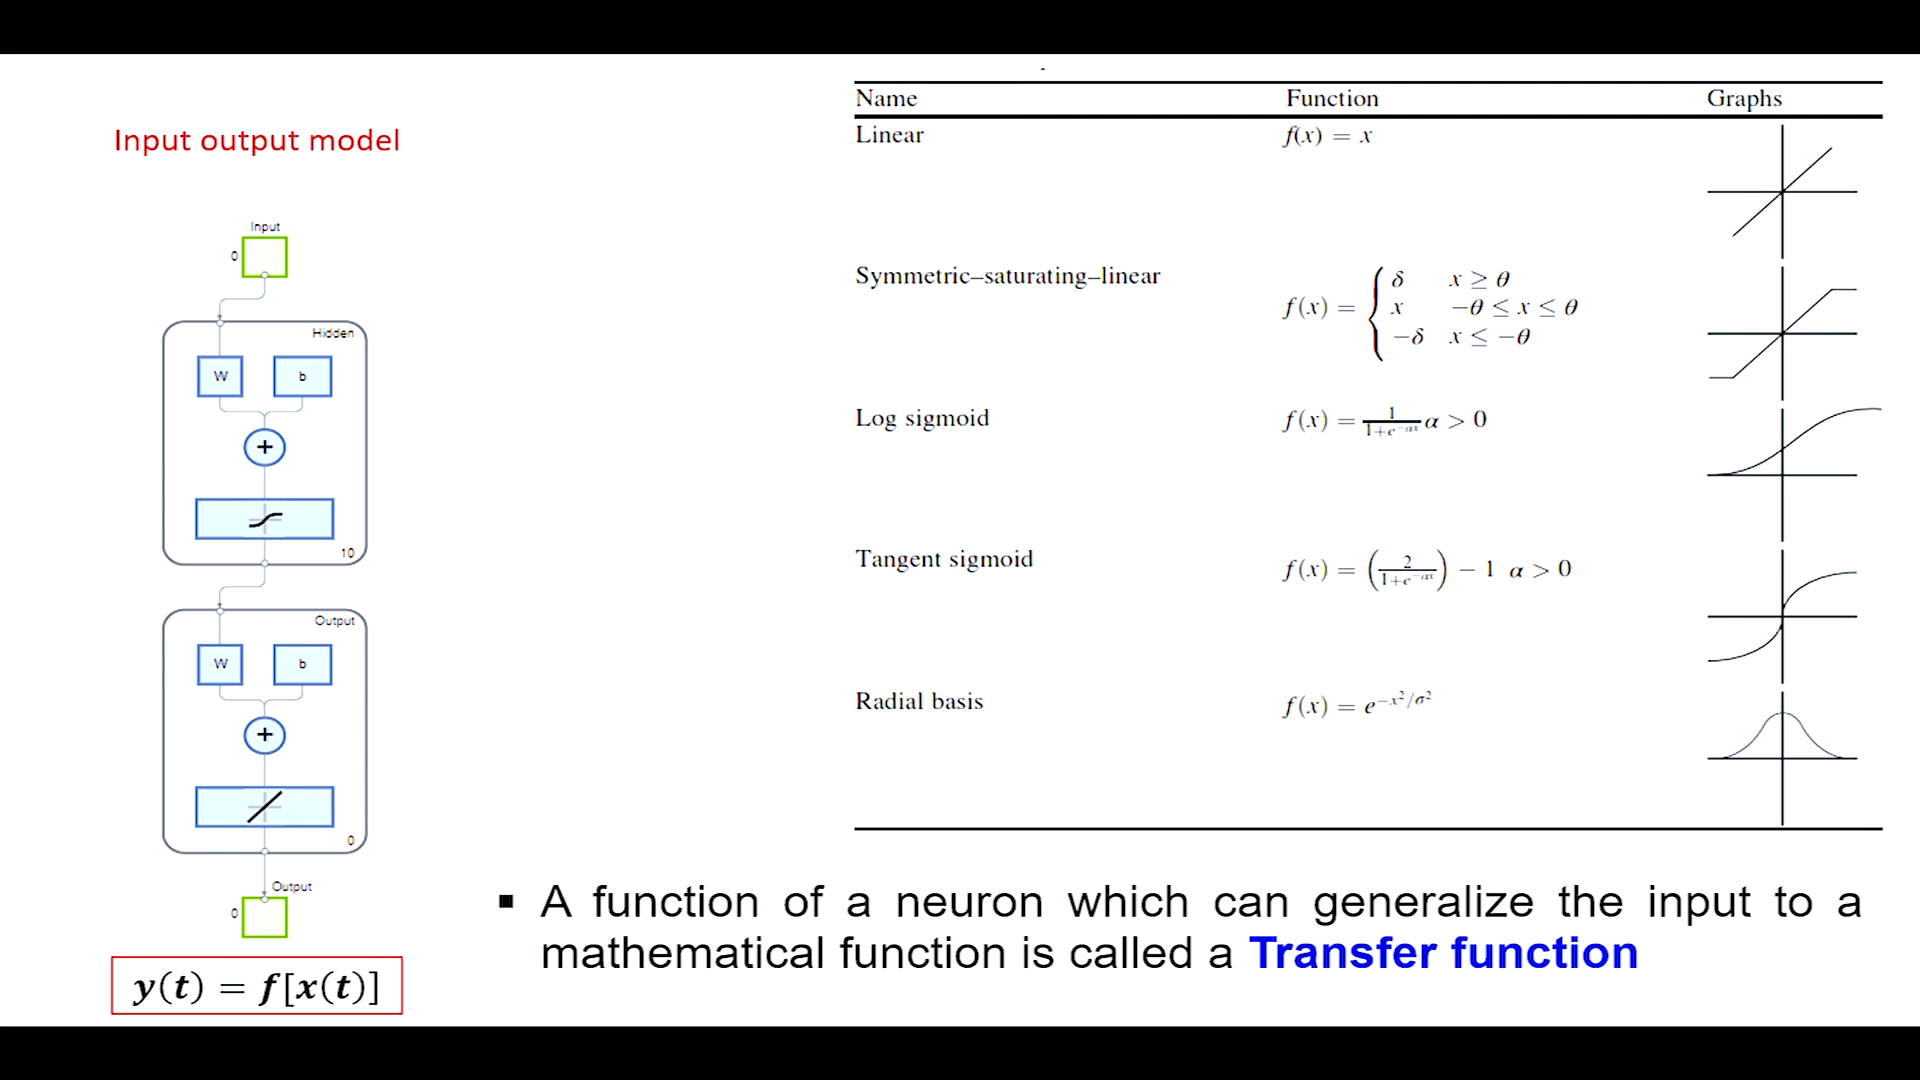 Input output model
Input
0
Hidden
W b
+
10
Output
W b
+
0
Output
0
y(t) = f[x(t)]
Name Function Graphs
Linear f(x) = x
Symmetric–saturating–linear f(x) = { δ x ≥ θ
x −θ ≤ x ≤ θ
−δ x ≤ −θ
Log sigmoid f(x) = 1/(1+e^−αx) α > 0
Tangent sigmoid f(x) = (2/(1+e^−αx)) − 1 α > 0
Radial basis f(x) = e^−x²/σ²
▪ A function of a neuron which can generalize the input to a
mathematical function is called a Transfer function